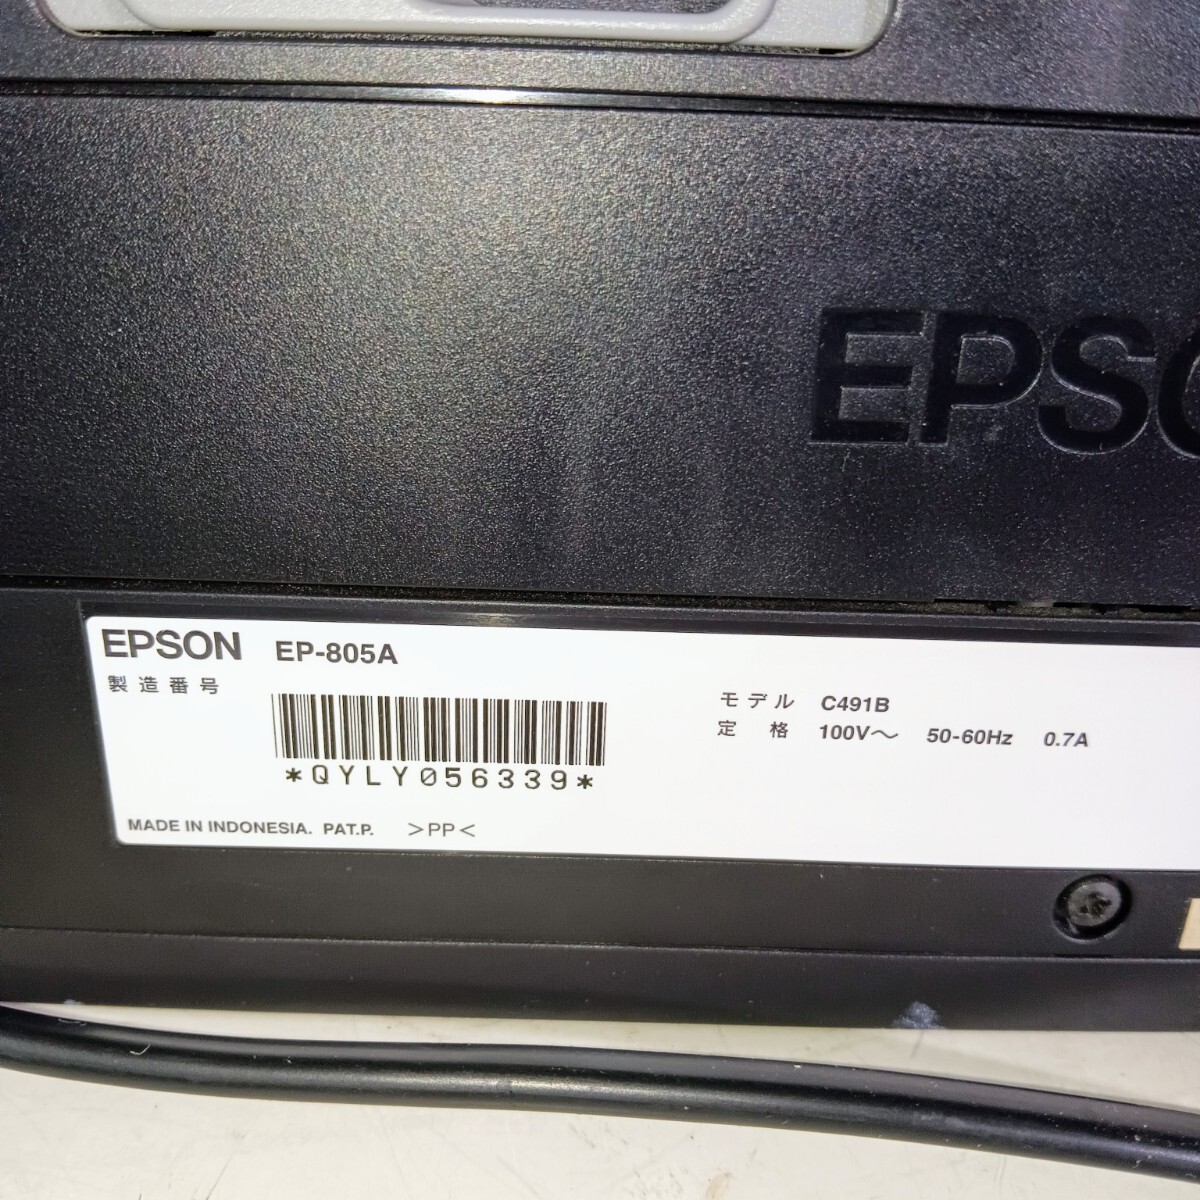 EPSO
EPSON EP-805A
製造番号
*QYLY056339*
モデル C491B
定格 100V～ 50-60Hz 0.7A
MADE IN INDONESIA. PAT.P. >PP<